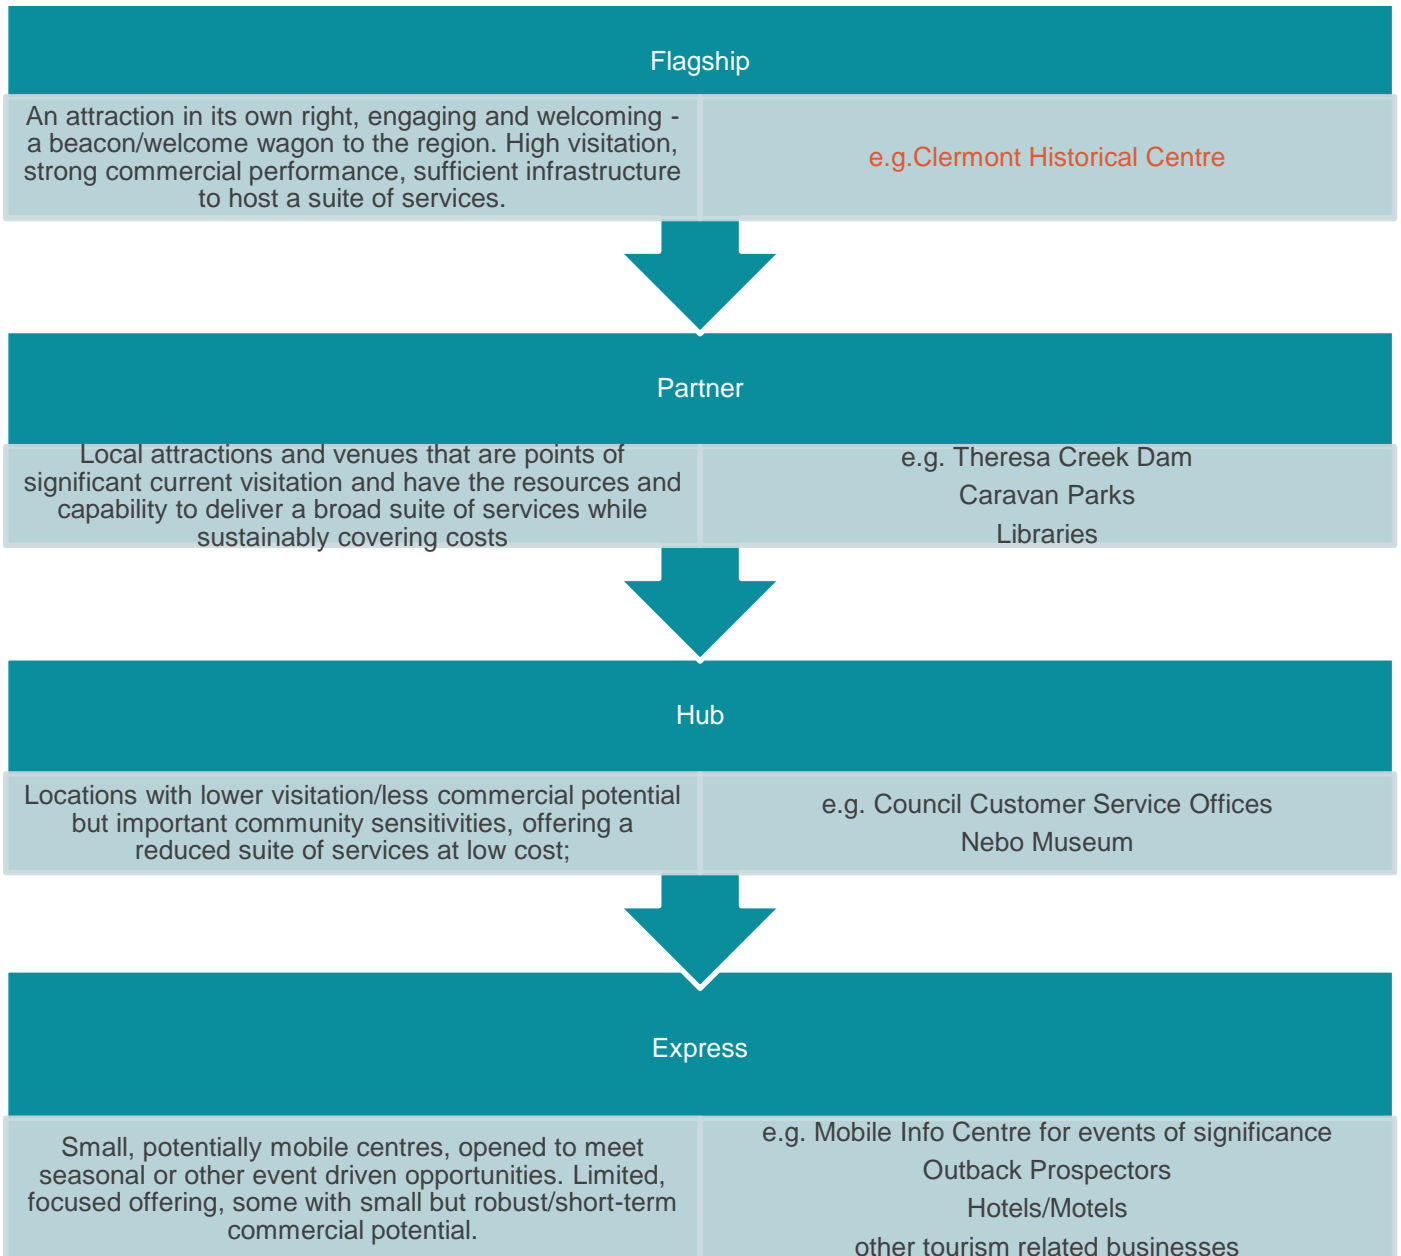 Flagship
An attraction in its own right, engaging and welcoming -
a beacon/welcome wagon to the region. High visitation,
strong commercial performance, sufficient infrastructure
to host a suite of services.
e.g.Clermont Historical Centre
Partner
Local attractions and venues that are points of
significant current visitation and have the resources and
capability to deliver a broad suite of services while
sustainably covering costs
e.g. Theresa Creek Dam
Caravan Parks
Libraries
Hub
Locations with lower visitation/less commercial potential
but important community sensitivities, offering a
reduced suite of services at low cost;
e.g. Council Customer Service Offices
Nebo Museum
Express
Small, potentially mobile centres, opened to meet
seasonal or other event driven opportunities. Limited,
focused offering, some with small but robust/short-term
commercial potential.
e.g. Mobile Info Centre for events of significance
Outback Prospectors
Hotels/Motels
other tourism related businesses